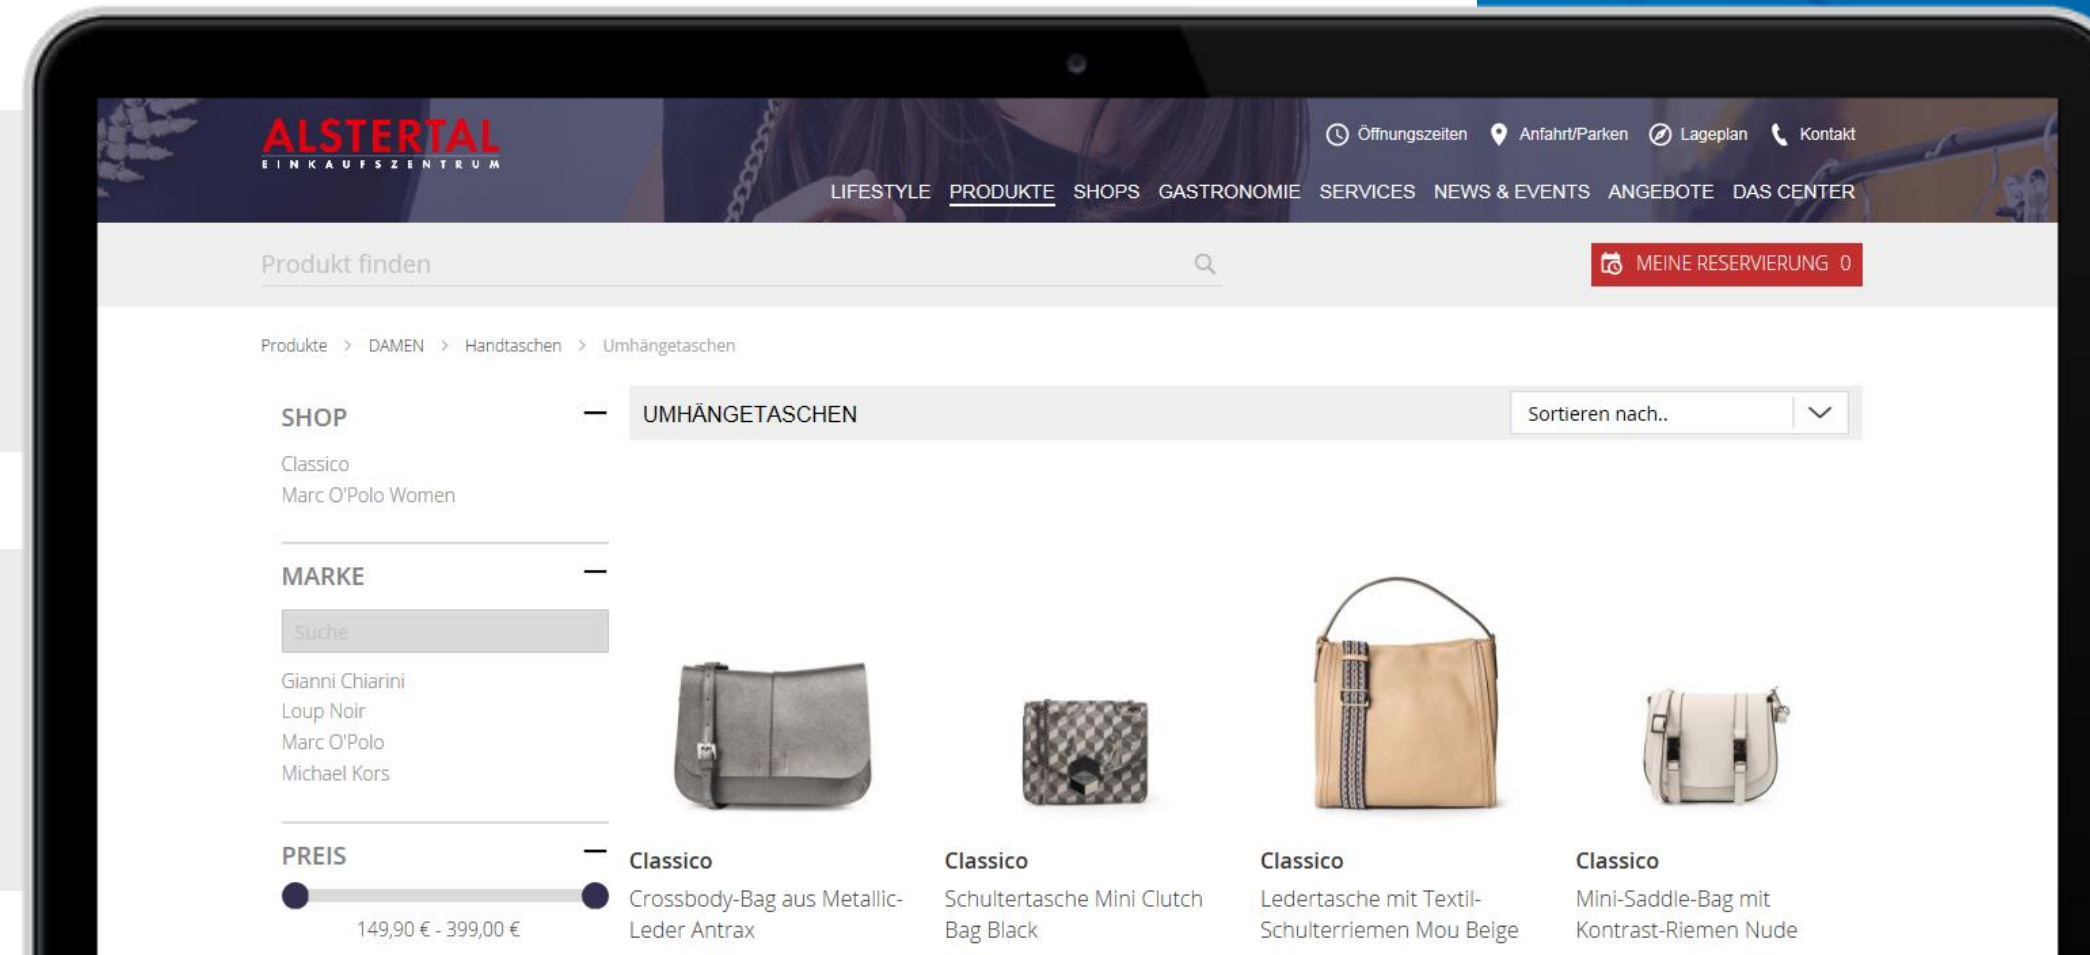 ALSTERTAL
EINKAUFSZENTRUM
Öffnungszeiten Anfahrt/Parken Lageplan Kontakt
LIFESTYLE PRODUKTE SHOPS GASTRONOMIE SERVICES NEWS & EVENTS ANGEBOTE DAS CENTER
Produkt finden
MEINE RESERVIERUNG 0
Produkte > DAMEN > Handtaschen > Umhängetaschen
SHOP
Classico
Marc O'Polo Women
MARKE
Suche
Gianni Chiarini
Loup Noir
Marc O'Polo
Michael Kors
PREIS
149,90 € - 399,00 €
UMHÄNGETASCHEN
Sortieren nach..
Classico
Crossbody-Bag aus Metallic-
Leder Antrax
Classico
Schultertasche Mini Clutch
Bag Black
Classico
Ledertasche mit Textil-
Schulterriemen Mou Beige
Classico
Mini-Saddle-Bag mit
Kontrast-Riemen Nude